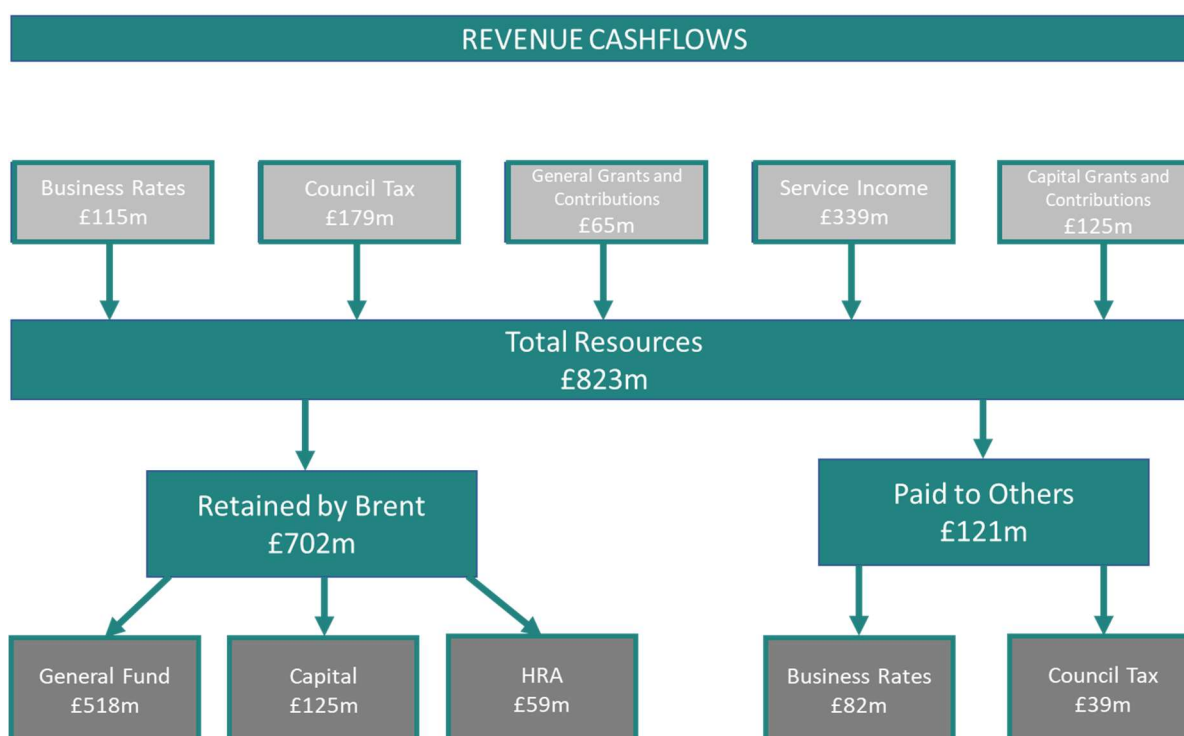 REVENUE CASHFLOWS
Business Rates
£115m
Council Tax
£179m
General Grants and
Contributions
£65m
Service Income
£339m
Capital Grants and
Contributions
£125m
Total Resources
£823m
Retained by Brent
£702m
Paid to Others
£121m
General Fund
£518m
Capital
£125m
HRA
£59m
Business Rates
£82m
Council Tax
£39m